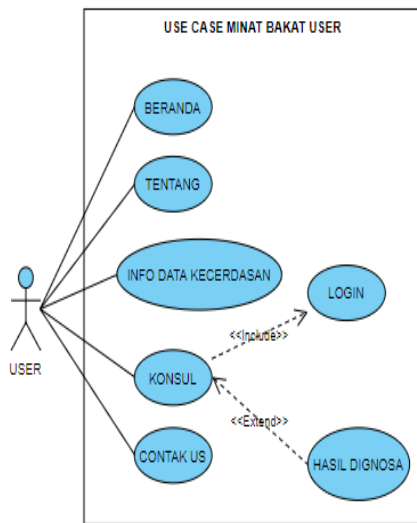 USE CASE MINAT BAKAT USER
BERANDA
TENTANG
INFO DATA KECERDASAN
LOGIN
<<Include>>
USER
KONSUL
<<Extend>>
CONTAK US
HASIL DIGNOSA